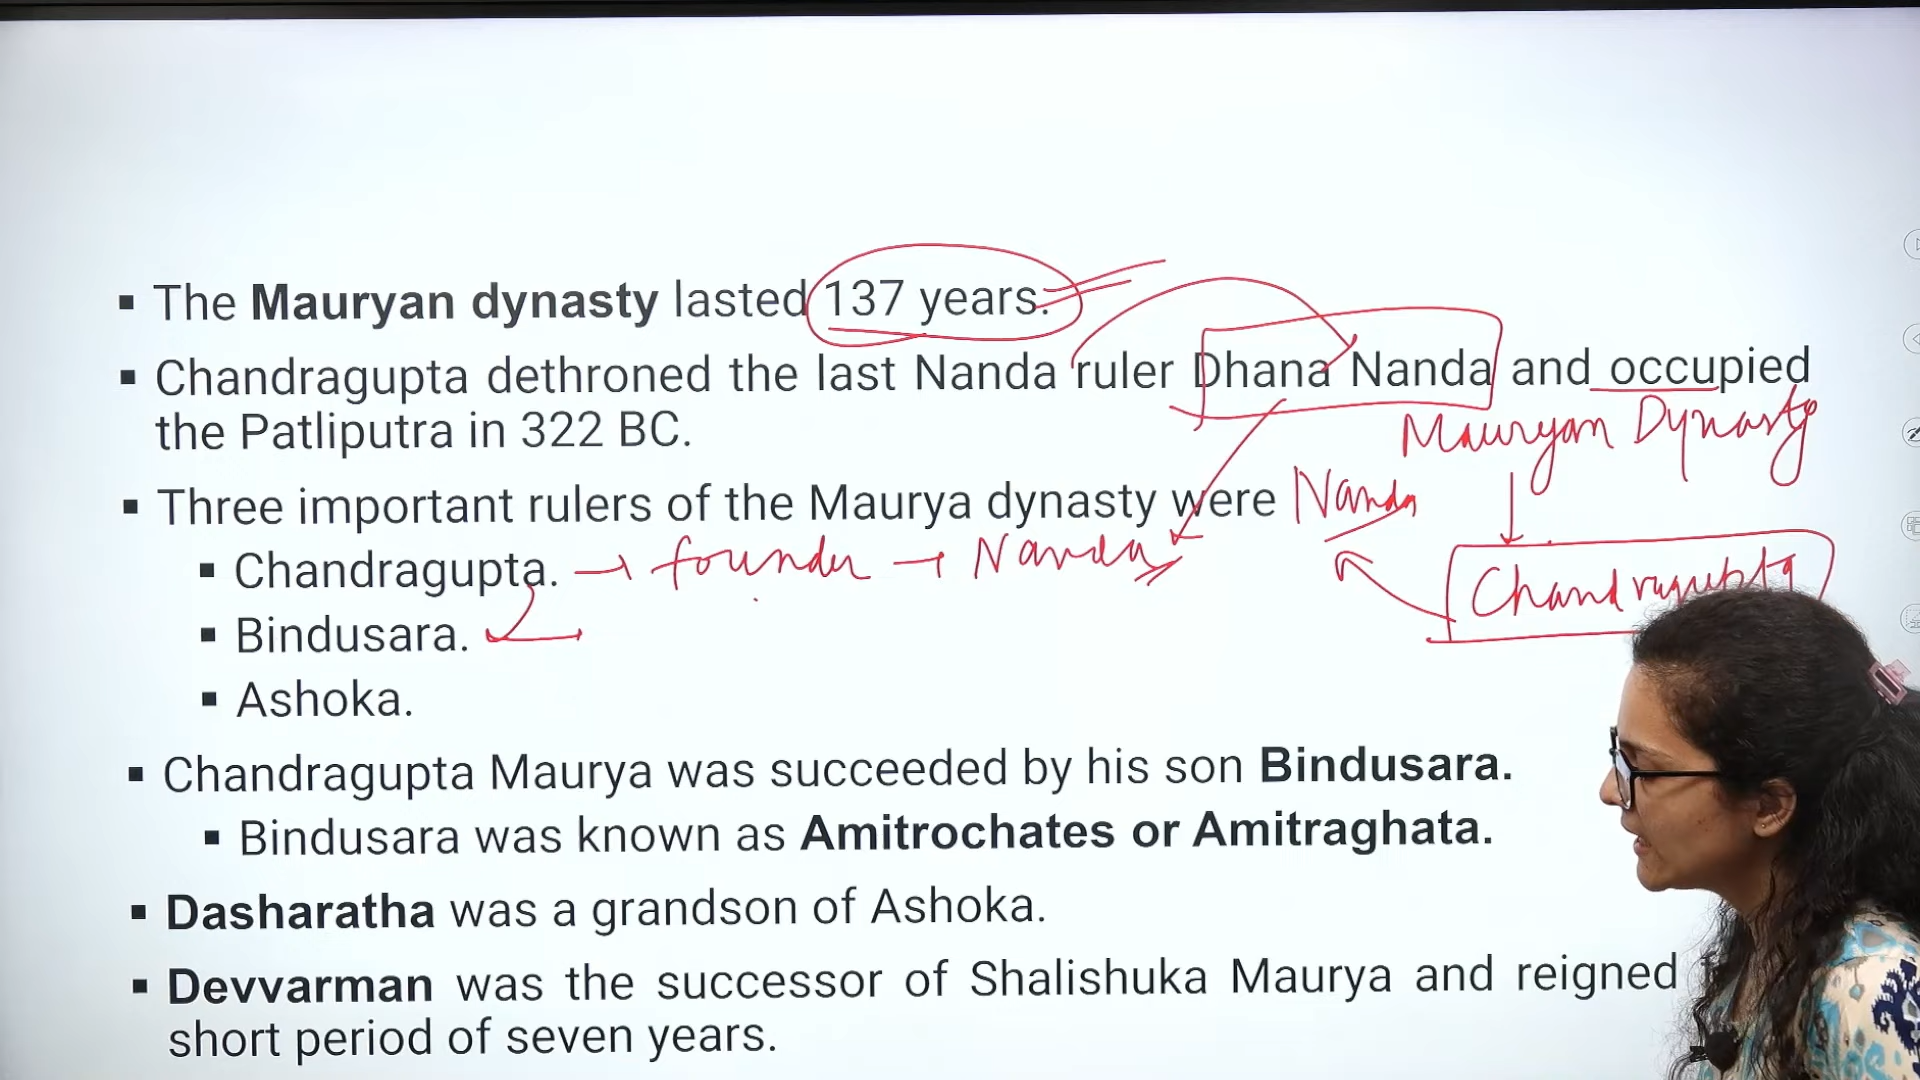 ▪ The Mauryan dynasty lasted 137 years.
▪ Chandragupta dethroned the last Nanda ruler Dhana Nanda and occupied
the Patliputra in 322 BC.
Mauryan Dynasty
▪ Three important rulers of the Maurya dynasty were
Nanda
▪ Chandragupta. → founder → Nanda
Chandragupta
▪ Bindusara.
▪ Ashoka.
▪ Chandragupta Maurya was succeeded by his son Bindusara.
▪ Bindusara was known as Amitrochates or Amitraghata.
▪ Dasharatha was a grandson of Ashoka.
▪ Devvarman was the successor of Shalishuka Maurya and reigned
short period of seven years.